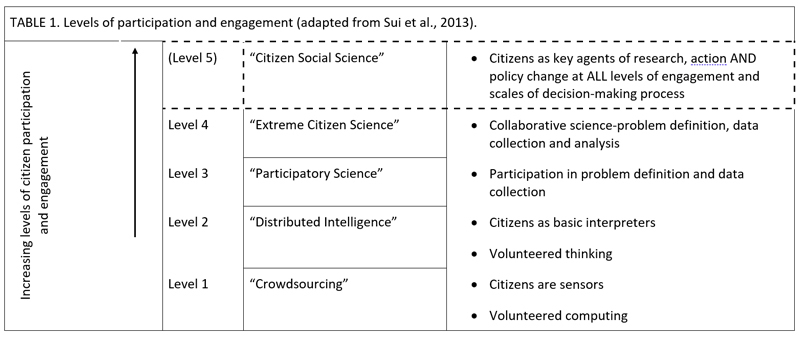 TABLE 1. Levels of participation and engagement (adapted from Sui et al., 2013).
Increasing levels of citizen participation
and engagement
(Level 5)
“Citizen Social Science”
• Citizens as key agents of research, action AND
policy change at ALL levels of engagement and
scales of decision-making process
Level 4
“Extreme Citizen Science”
• Collaborative science-problem definition, data
collection and analysis
Level 3
“Participatory Science”
• Participation in problem definition and data
collection
Level 2
“Distributed Intelligence”
• Citizens as basic interpreters
• Volunteered thinking
Level 1
“Crowdsourcing”
• Citizens are sensors
• Volunteered computing